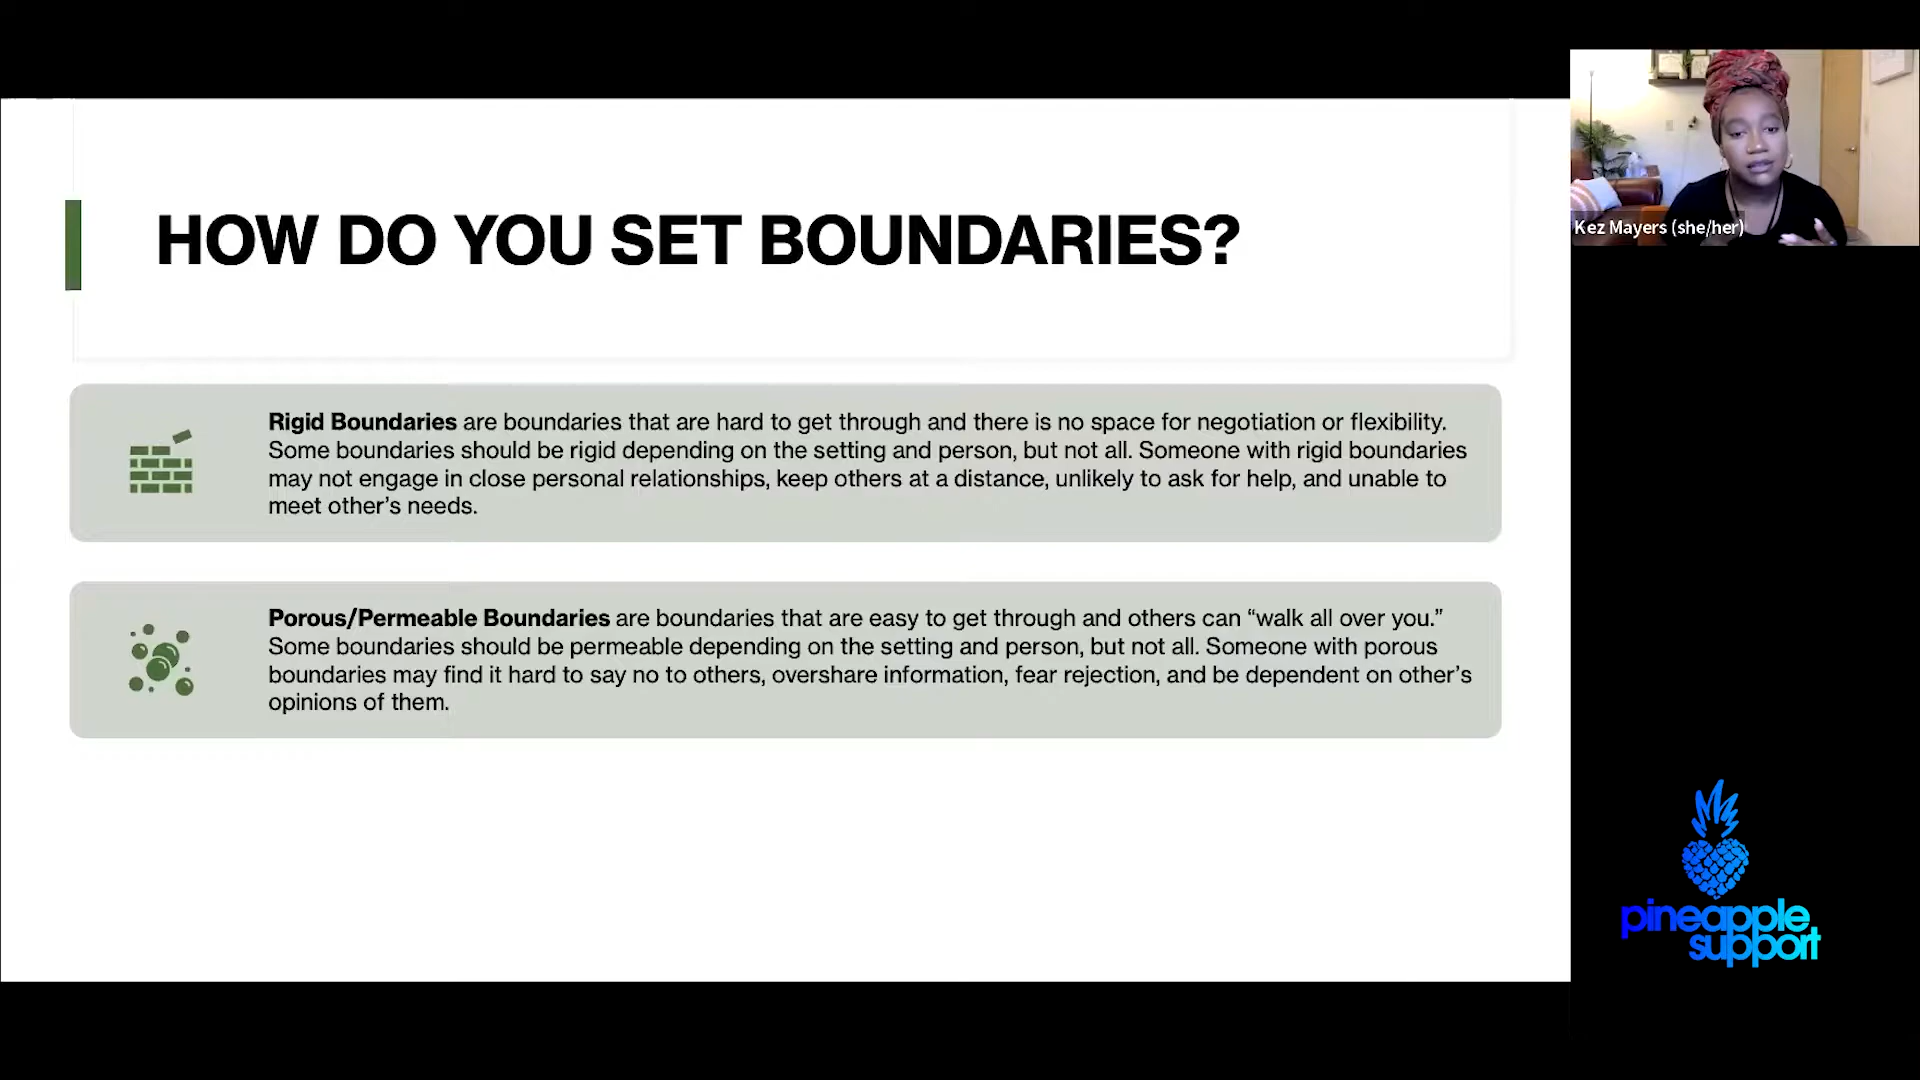 HOW DO YOU SET BOUNDARIES?
Rigid Boundaries are boundaries that are hard to get through and there is no space for negotiation or flexibility.
Some boundaries should be rigid depending on the setting and person, but not all. Someone with rigid boundaries
may not engage in close personal relationships, keep others at a distance, unlikely to ask for help, and unable to
meet other’s needs.
Porous/Permeable Boundaries are boundaries that are easy to get through and others can “walk all over you.”
Some boundaries should be permeable depending on the setting and person, but not all. Someone with porous
boundaries may find it hard to say no to others, overshare information, fear rejection, and be dependent on other’s
opinions of them.
Kez Mayers (she/her)
pineapple
support